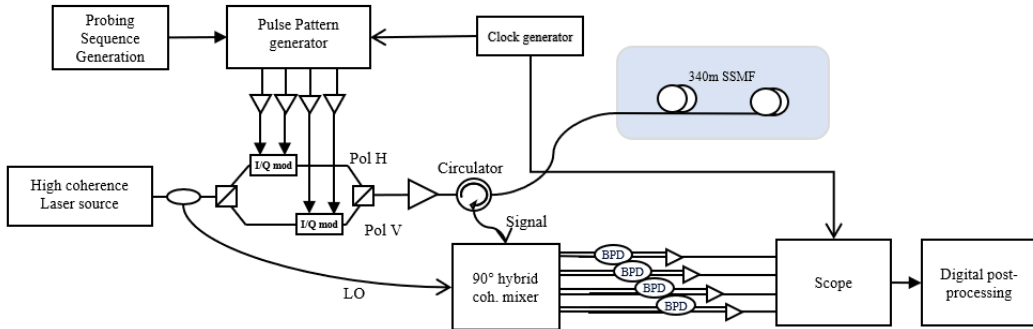 Probing
Sequence
Generation
Pulse Pattern
generator
Clock generator
340m SSMF
I/Q mod
Pol H
Circulator
High coherence
Laser source
I/Q mod
Pol V
Signal
LO
90° hybrid
coh. mixer
BPD
BPD
BPD
BPD
Scope
Digital post-
processing